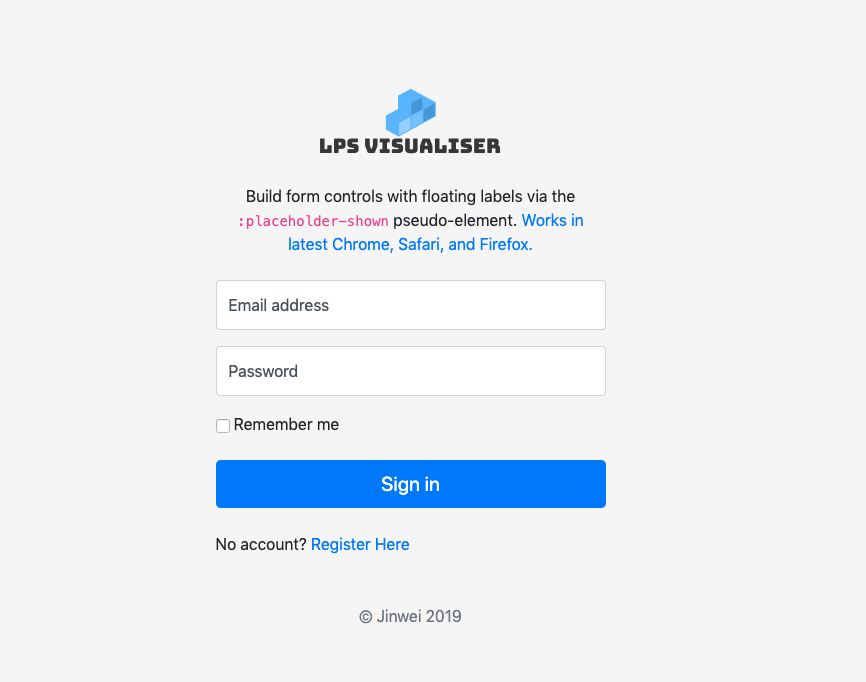 LPS VISUALISER
Build form controls with floating labels via the
:placeholder-shown pseudo-element. Works in
latest Chrome, Safari, and Firefox.
Email address
Password
Remember me
Sign in
No account? Register Here
© Jinwei 2019